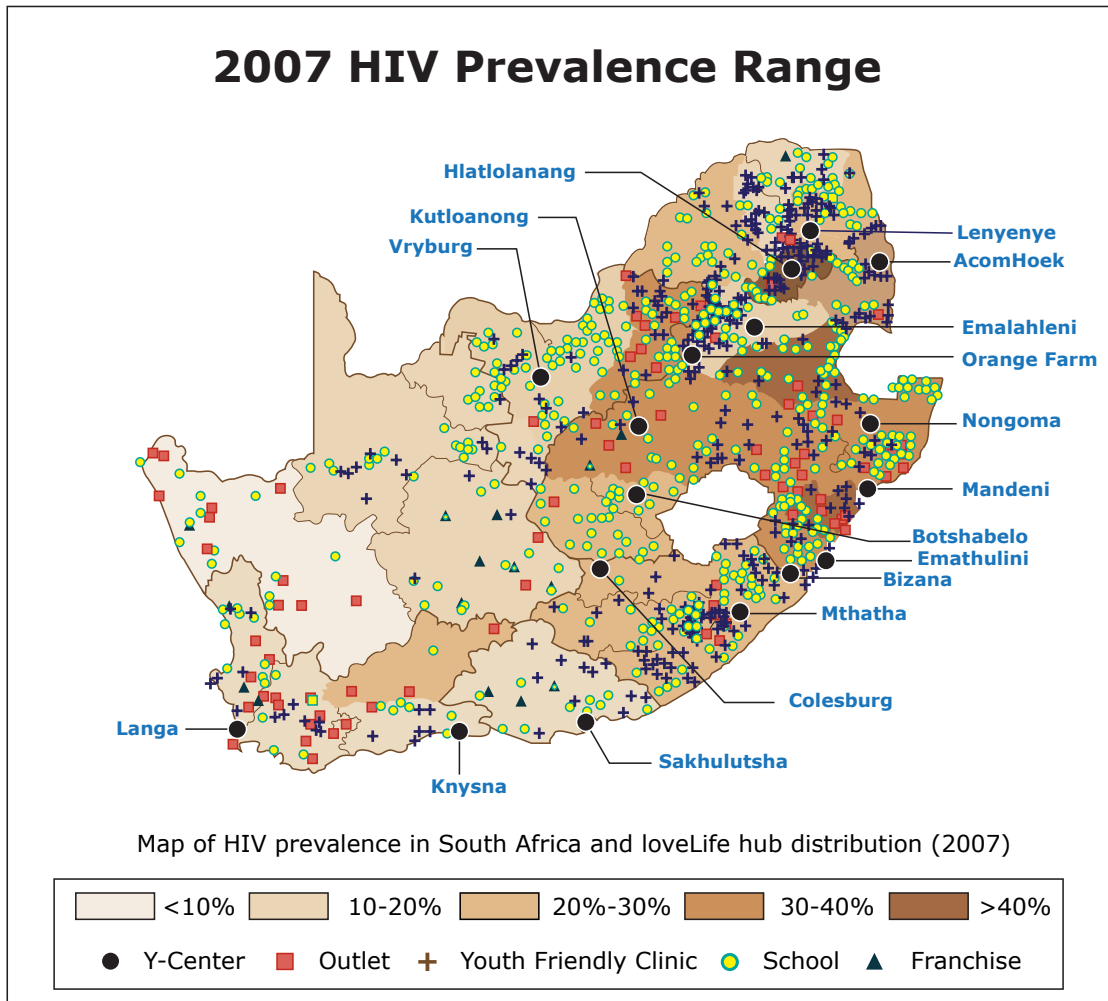 2007 HIV Prevalence Range
Hlatlolanang
Kutloanong
Vryburg
Lenyenye
AcomHoek
Emalahleni
Orange Farm
Nongoma
Mandeni
Botshabelo
Emathulini
Bizana
Mthatha
Colesburg
Langa
Sakhulutsha
Knysna
Map of HIV prevalence in South Africa and loveLife hub distribution (2007)
<10% 10-20% 20%-30% 30-40% >40%
Y-Center Outlet Youth Friendly Clinic School Franchise